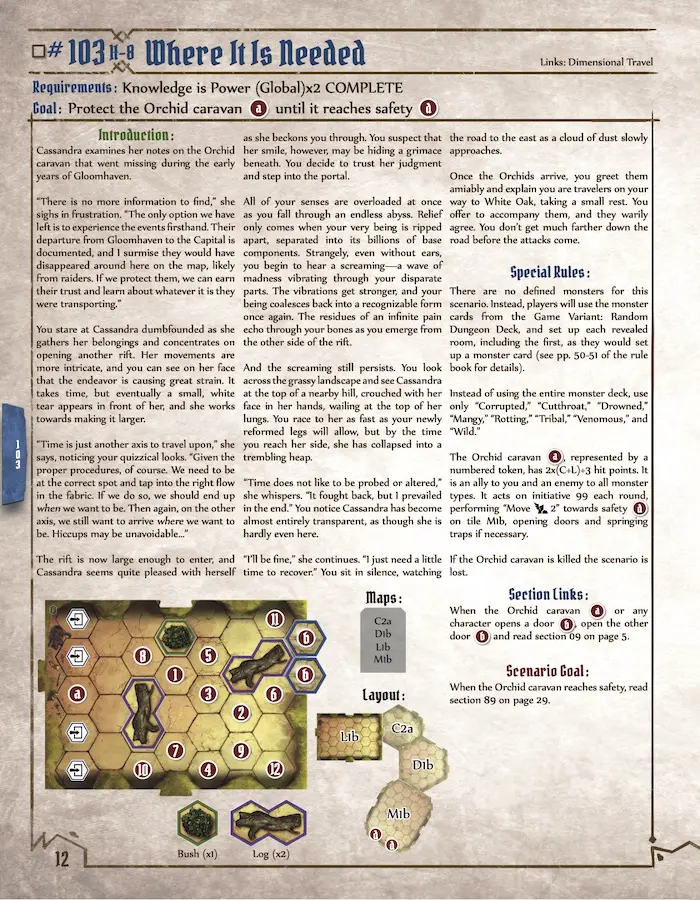 #103 H-8 Where It Is Needed
Links: Dimensional Travel
Requirements: Knowledge is Power (Global)x2 COMPLETE
Goal: Protect the Orchid caravan a until it reaches safety d
Introduction:
Cassandra examines her notes on the Orchid
caravan that went missing during the early
years of Gloomhaven.
“There is no more information to find,” she
sighs in frustration. “The only option we have
left is to experience the events firsthand. Their
departure from Gloomhaven to the Capital is
documented, and I surmise they would have
disappeared around here on the map, likely
from raiders. If we protect them, we can earn
their trust and learn about whatever it is they
were transporting.”
You stare at Cassandra dumbfounded as she
gathers her belongings and concentrates on
opening another rift. Her movements are
more intricate, and you can see on her face
that the endeavor is causing great strain. It
takes time, but eventually a small, white
tear appears in front of her, and she works
towards making it larger.
“Time is just another axis to travel upon,” she
says, noticing your quizzical looks. “Given the
proper procedures, of course. We need to be
at the correct spot and tap into the right flow
in the fabric. If we do so, we should end up
when we want to be. Then again, on the other
axis, we still want to arrive where we want to
be. Hiccups may be unavoidable...”
The rift is now large enough to enter, and
Cassandra seems quite pleased with herself
as she beckons you through. You suspect that
her smile, however, may be hiding a grimace
beneath. You decide to trust her judgment
and step into the portal.
All of your senses are overloaded at once
as you fall through an endless abyss. Relief
only comes when your very being is ripped
apart, separated into its billions of base
components. Strangely, even without ears,
you begin to hear a screaming—a wave of
madness vibrating through your disparate
parts. The vibrations get stronger, and your
being coalesces back into a recognizable form
once again. The residues of an infinite pain
echo through your bones as you emerge from
the other side of the rift.
And the screaming still persists. You look
across the grassy landscape and see Cassandra
at the top of a nearby hill, crouched with her
face in her hands, wailing at the top of her
lungs. You race to her as fast as your newly
reformed legs will allow, but by the time
you reach her side, she has collapsed into a
trembling heap.
“Time does not like to be probed or altered,”
she whispers. “It fought back, but I prevailed
in the end.” You notice Cassandra has become
almost entirely transparent, as though she is
hardly even here.
“I’ll be fine,” she continues. “I just need a little
time to recover.” You sit in silence, watching
the road to the east as a cloud of dust slowly
approaches.
Once the Orchids arrive, you greet them
amiably and explain you are travelers on your
way to White Oak, taking a small rest. You
offer to accompany them, and they warily
agree. You don’t get much farther down the
road before the attacks come.
Special Rules:
There are no defined monsters for this
scenario. Instead, players will use the monster
cards from the Game Variant: Random
Dungeon Deck, and set up each revealed
room, including the first, as they would set
up a monster card (see pp. 50-51 of the rule
book for details).
Instead of using the entire monster deck, use
only “Corrupted,” “Cutthroat,” “Drowned,”
“Mangy,” “Rotting,” “Tribal,” “Venomous,” and
“Wild.”
The Orchid caravan a, represented by a
numbered token, has 2x(C+L)+3 hit points. It
is an ally to you and an enemy to all monster
types. It acts on initiative 99 each round,
performing “Move 2” towards safety d
on tile M1b, opening doors and springing
traps if necessary.
If the Orchid caravan is killed the scenario is
lost.
Section Links:
When the Orchid caravan a or any
character opens a door b, open the other
door b and read section 09 on page 5.
Scenario Goal:
When the Orchid caravan reaches safety, read
section 89 on page 29.
103
11
b
8
5
1
b
a
3
6
2
7
9
10
4
12
Bush (x1)
Log (x2)
Maps:
C2a
D1b
L1b
M1b
Layout:
L1b
C2a
D1b
M1b
d
d
12